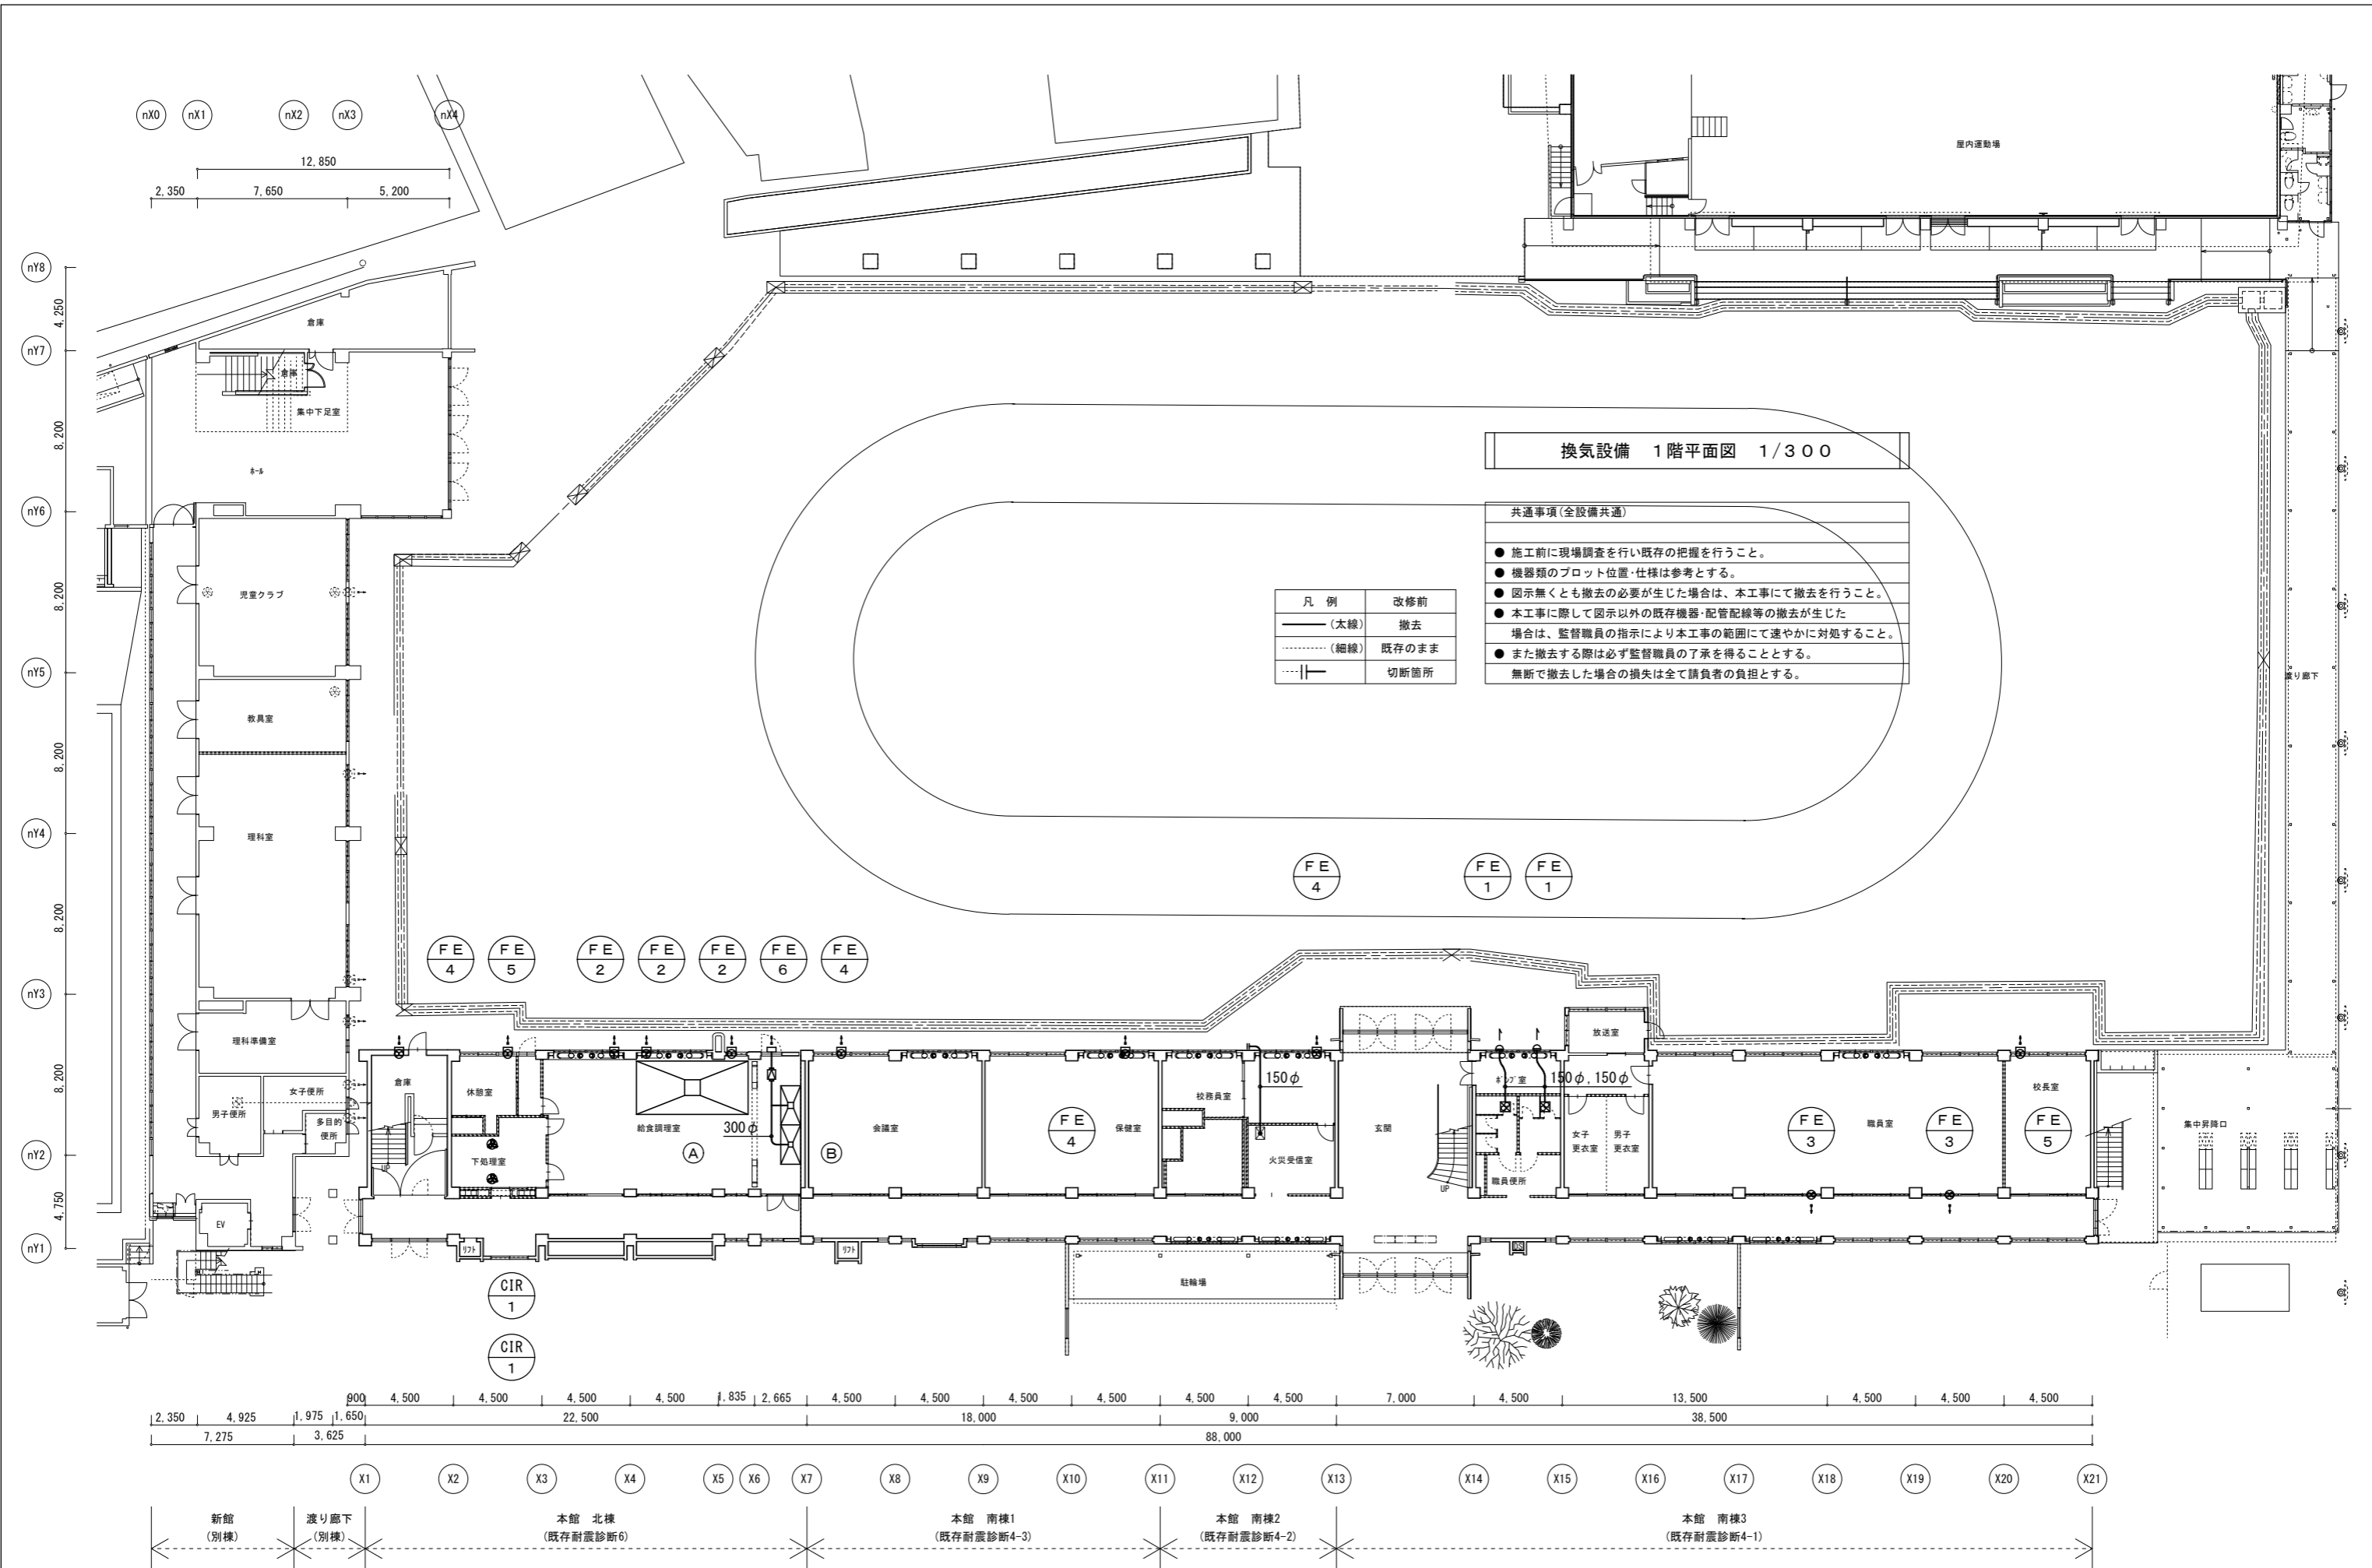 nX0 nX1 nX2 nX3 nX4
12,850
2,350 7,650 5,200
屋内運動場
nY8
4,250
倉庫
nY7
倉庫
集中下足室
8,200
ホール
換気設備 1階平面図 1/300
nY6
共通事項(全設備共通)
● 施工前に現場調査を行い既存の把握を行うこと。
● 機器類のプロット位置・仕様は参考とする。
● 図示無くとも撤去の必要が生じた場合は、本工事にて撤去を行うこと。
● 本工事に際して図示以外の既存機器・配管配線等の撤去が生じた
場合は、監督職員の指示により本工事の範囲にて速やかに対処すること。
● また撤去する際は必ず監督職員の了承を得ることとする。
無断で撤去した場合の損失は全て請負者の負担とする。
凡 例 改修前
(太線) 撤去
(細線) 既存のまま
切断箇所
8,200
児童クラブ
nY5
渡り廊下
教具室
8,200
理科室
nY4
8,200
FE 4
FE 1
FE 1
FE 4
FE 5
FE 2
FE 2
FE 2
FE 6
FE 4
nY3
理科準備室
放送室
8,200
女子便所
男子便所
多目的
便所
倉庫
UP
休憩室
下処理室
給食調理室
300φ
A
B
会議室
FE 4
保健室
校務員室
150φ
火災受信室
玄関
UP
ポンプ室
150φ,150φ
職員便所
女子
更衣室
男子
更衣室
FE 3
職員室
FE 3
校長室
FE 5
集中昇降口
nY2
4,750
nY1
EV
リフト
リフト
DS
駐輪場
CIR 1
CIR 1
900 4,500 4,500 4,500 4,500 1,835 2,665 4,500 4,500 4,500 4,500 4,500 4,500 7,000 4,500 13,500 4,500 4,500 4,500
2,350 4,925 1,975 1,650 22,500 18,000 9,000 38,500
7,275 3,625 88,000
X1 X2 X3 X4 X5 X6 X7 X8 X9 X10 X11 X12 X13 X14 X15 X16 X17 X18 X19 X20 X21
新館 渡り廊下 本館 北棟 本館 南棟1 本館 南棟2 本館 南棟3
(別棟) (別棟) (既存耐震診断6) (既存耐震診断4-3) (既存耐震診断4-2) (既存耐震診断4-1)